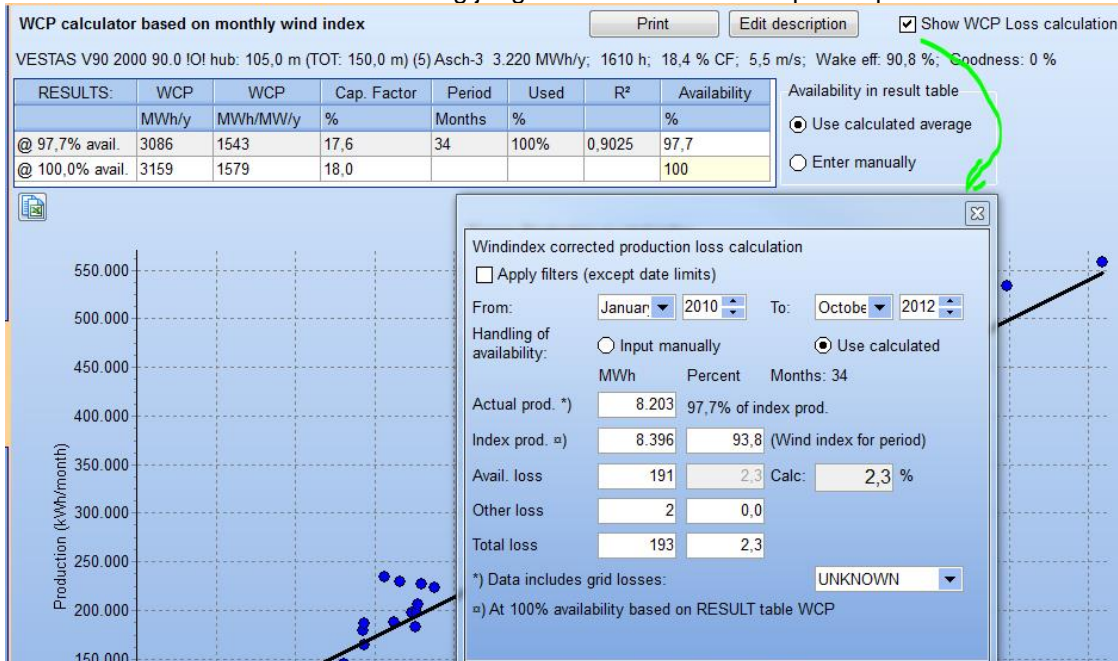 WCP calculator based on monthly wind index
Print
Edit description
Show WCP Loss calculation
VESTAS V90 2000 90.0 !O! hub: 105,0 m (TOT: 150,0 m) (5) Asch-3 3.220 MWh/y; 1610 h; 18,4 % CF; 5,5 m/s; Wake eff: 90,8 %; Goodness: 0 %
RESULTS: WCP WCP Cap. Factor Period Used R² Availability
MWh/y MWh/MW/y % Months % %
@ 97,7% avail. 3086 1543 17,6 34 100% 0,9025 97,7
@ 100,0% avail. 3159 1579 18,0 100
Availability in result table
Use calculated average
Enter manually
Windindex corrected production loss calculation
Apply filters (except date limits)
From: January 2010 To: Octobe 2012
Handling of
availability:
Input manually Use calculated
MWh Percent Months: 34
Actual prod. *) 8.203 97,7% of index prod.
Index prod. ¤) 8.396 93,8 (Wind index for period)
Avail. loss 191 2,3 Calc: 2,3 %
Other loss 2 0,0
Total loss 193 2,3
*) Data includes grid losses: UNKNOWN
¤) At 100% availability based on RESULT table WCP
Production (kWh/month)
550.000
500.000
450.000
400.000
350.000
300.000
250.000
200.000
150.000